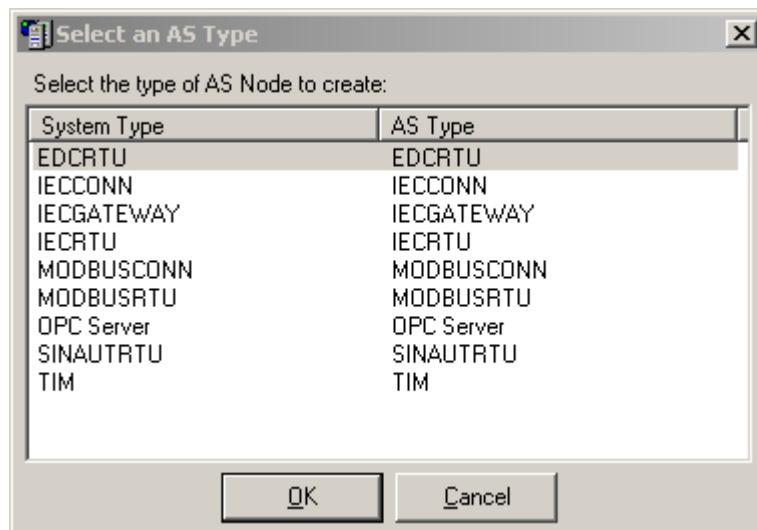 Select an AS Type
Select the type of AS Node to create:
System Type AS Type
EDCRTU EDCRTU
IECCONN IECCONN
IECGATEWAY IECGATEWAY
IECRTU IECRTU
MODBUSCONN MODBUSCONN
MODBUSRTU MODBUSRTU
OPC Server OPC Server
SINAUTRTU SINAUTRTU
TIM TIM
OK Cancel